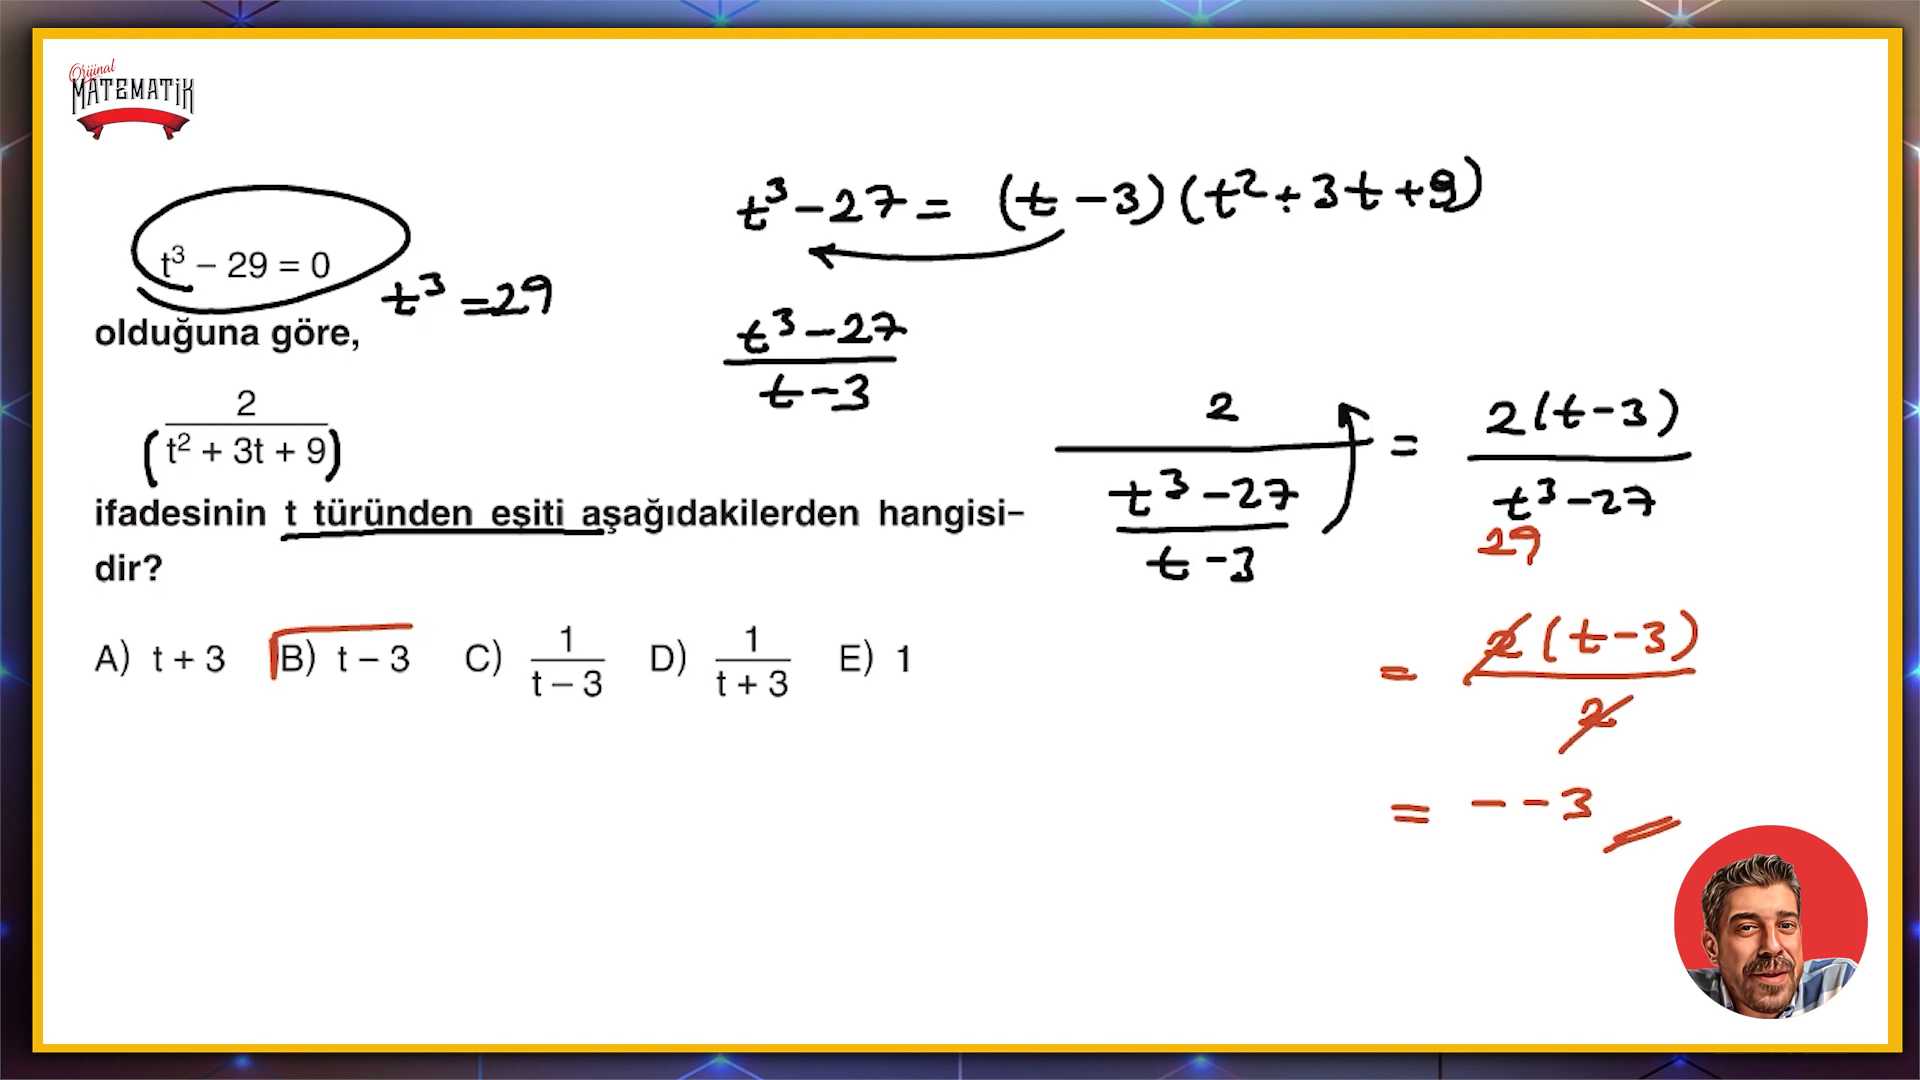 Orijinal
MATEMATİK
t³ − 29 = 0
t³ = 29
olduğuna göre,
2
(t² + 3t + 9)
ifadesinin t türünden eşiti aşağıdakilerden hangisi-
dir?
A) t + 3 B) t − 3 C) 1/(t − 3) D) 1/(t + 3) E) 1
t³ − 27 = (t − 3)(t² + 3t + 9)
t³ − 27
t − 3
2
t³ − 27
t − 3
= 2(t − 3)
t³ − 27
29
= 2(t − 3)
2
= - - 3